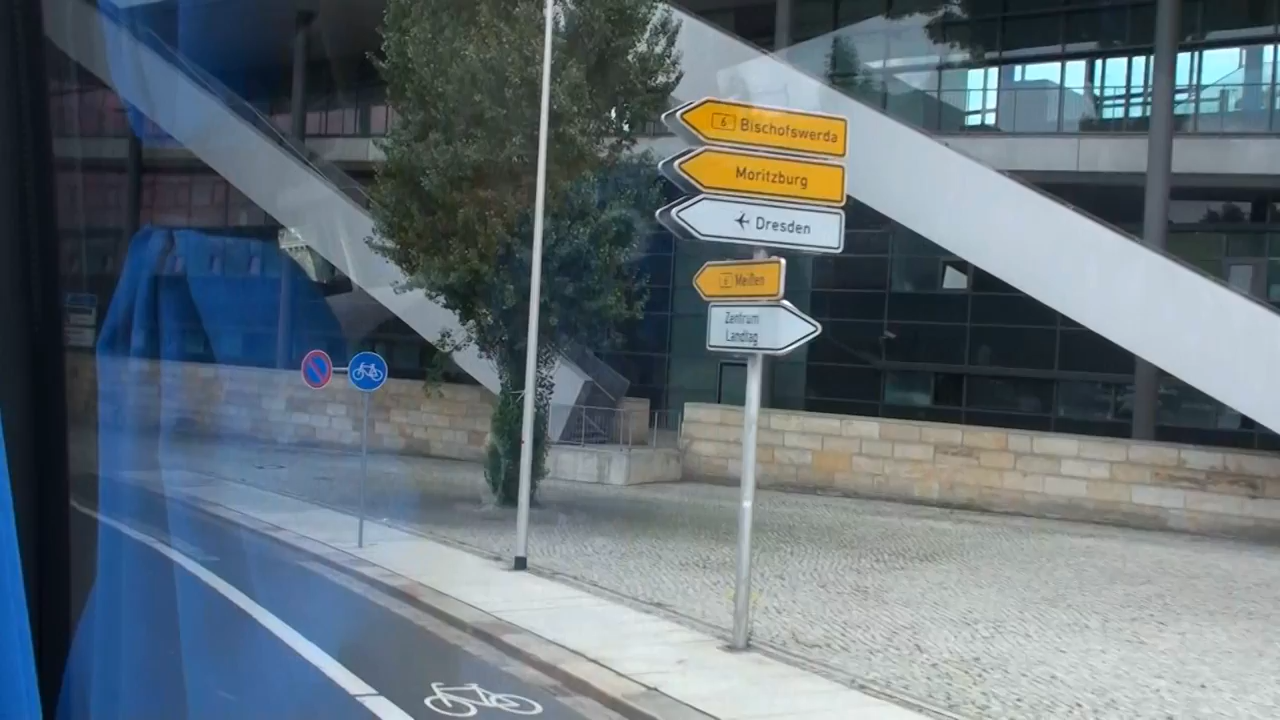 6 Bischofswerda
Moritzburg
Dresden
6 Meißen
Zentrum
Landtag